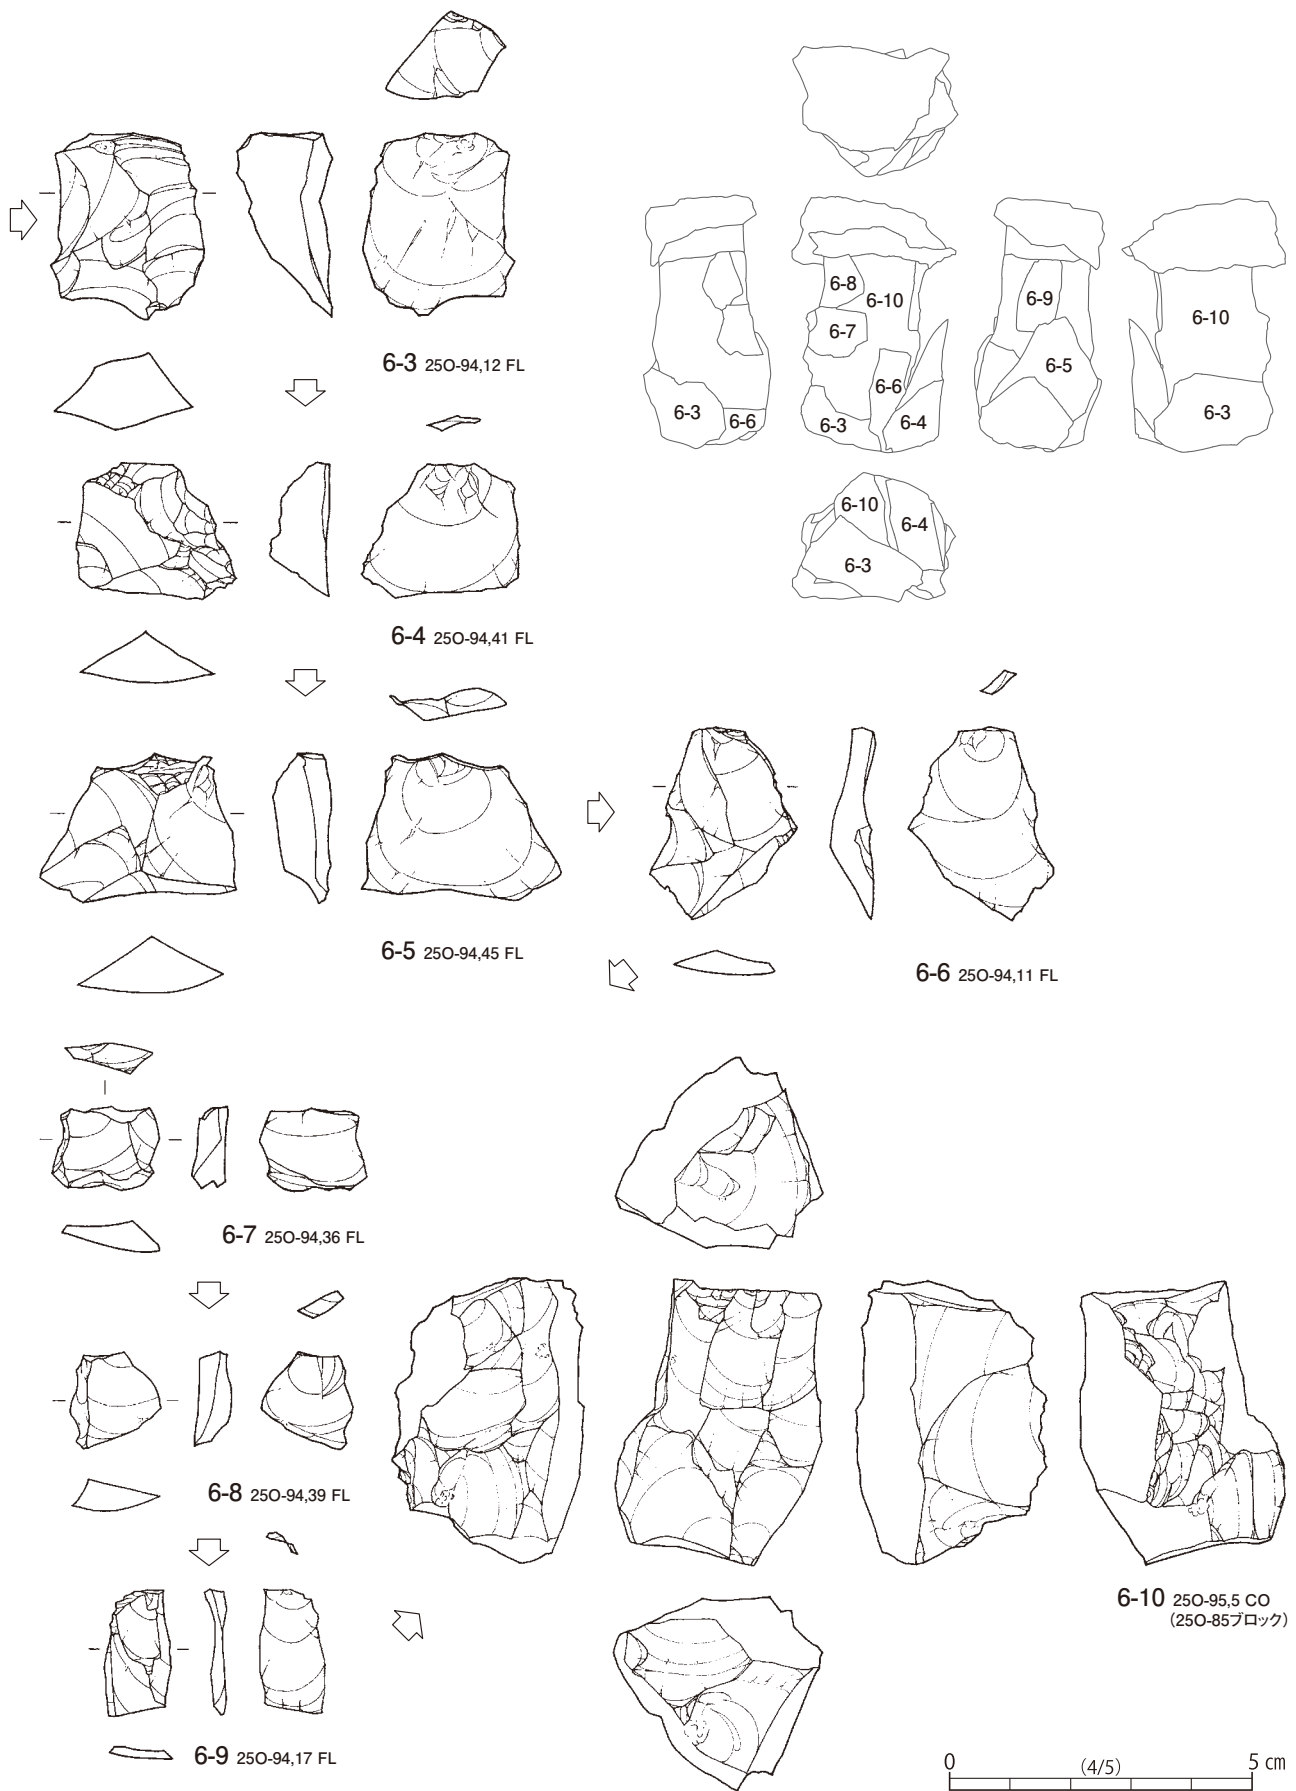 6-8
6-10
6-9
6-10
6-7
6-5
6-6
6-3
6-6
6-3
6-4
6-3
6-10
6-4
6-3
6-3 25O-94,12 FL
6-4 25O-94,41 FL
6-5 25O-94,45 FL
6-6 25O-94,11 FL
6-7 25O-94,36 FL
6-8 25O-94,39 FL
6-10 25O-95,5 CO
(25O-85ブロック)
6-9 25O-94,17 FL
0 (4/5) 5 cm